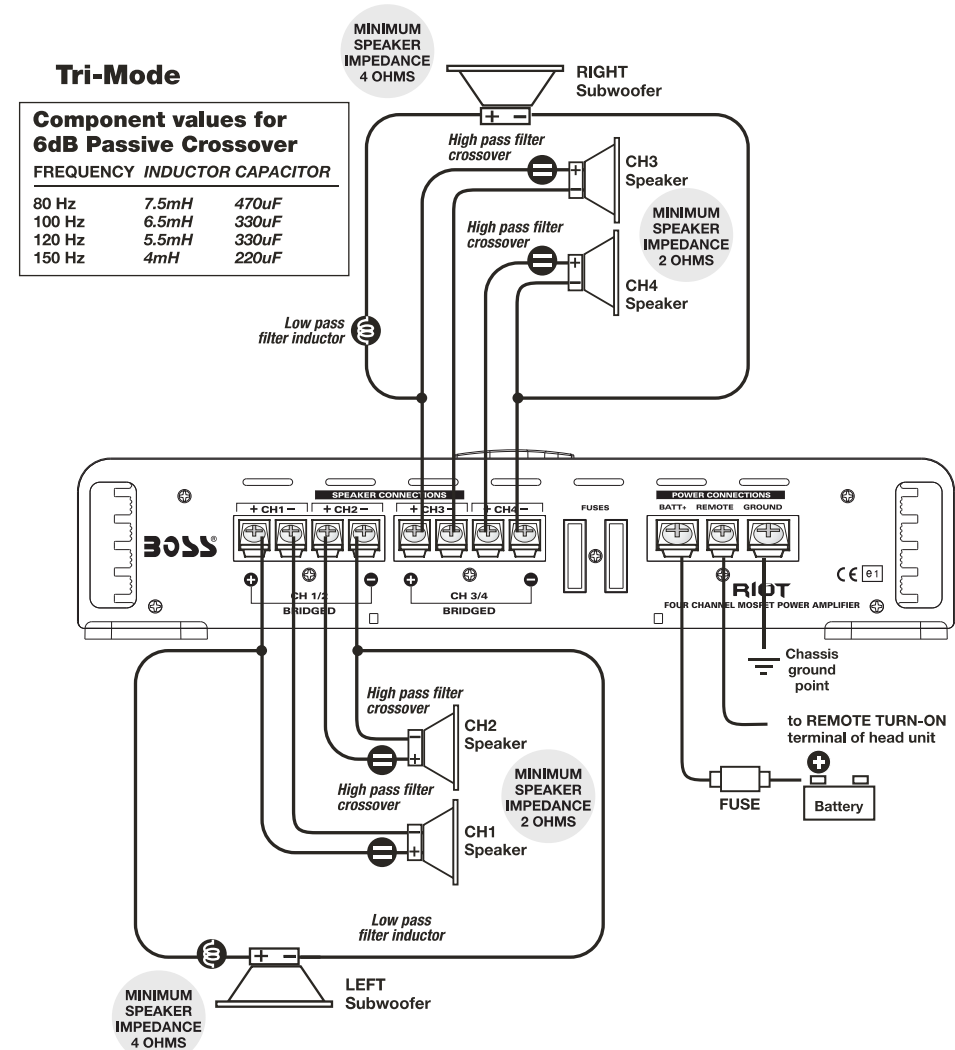 MINIMUM
SPEAKER
IMPEDANCE
4 OHMS
Tri-Mode
RIGHT
Subwoofer
+ −
Component values for
6dB Passive Crossover
FREQUENCY INDUCTOR CAPACITOR
80 Hz 7.5mH 470uF
100 Hz 6.5mH 330uF
120 Hz 5.5mH 330uF
150 Hz 4mH 220uF
High pass filter
crossover
+
−
CH3
Speaker
MINIMUM
SPEAKER
IMPEDANCE
2 OHMS
High pass filter
crossover
+
−
CH4
Speaker
Low pass
filter inductor
SPEAKER CONNECTIONS
+ CH1 − + CH2 − + CH3 − + CH4 −
FUSES
POWER CONNECTIONS
BATT+ REMOTE GROUND
BOSS®
+ CH 1/2 −
BRIDGED
+ CH 3/4 −
BRIDGED
CE e1
RIOT
FOUR CHANNEL MOSFET POWER AMPLIFIER
Chassis
ground
point
to REMOTE TURN-ON
terminal of head unit
+
FUSE
Battery
High pass filter
crossover
−
+
CH2
Speaker
High pass filter
crossover
−
+
CH1
Speaker
MINIMUM
SPEAKER
IMPEDANCE
2 OHMS
Low pass
filter inductor
+ −
LEFT
Subwoofer
MINIMUM
SPEAKER
IMPEDANCE
4 OHMS